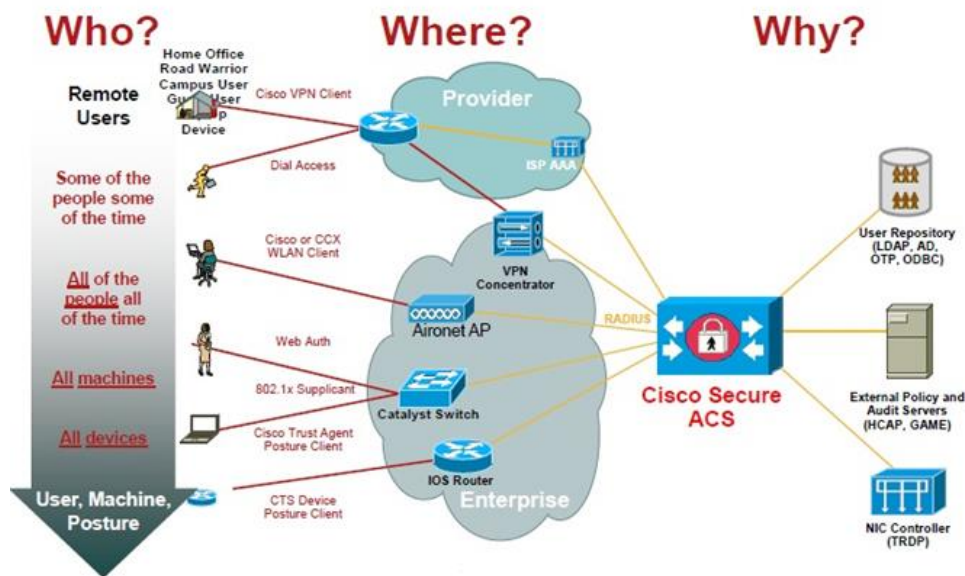 Who?
Where?
Why?
Remote
Users
Some of the
people some
of the time
All of the
people all
of the time
All machines
All devices
User, Machine,
Posture
Home Office
Road Warrior
Campus User
User
Device
Cisco VPN Client
Dial Access
Cisco or CCX
WLAN Client
Web Auth
802.1x Supplicant
Cisco Trust Agent
Posture Client
CTS Device
Posture Client
Provider
ISP AAA
VPN
Concentrator
Aironet AP
Catalyst Switch
IOS Router
Enterprise
RADIUS
Cisco Secure
ACS
User Repository
(LDAP, AD,
OTP, ODBC)
External Policy and
Audit Servers
(HCAP, GAME)
NIC Controller
(TRDP)